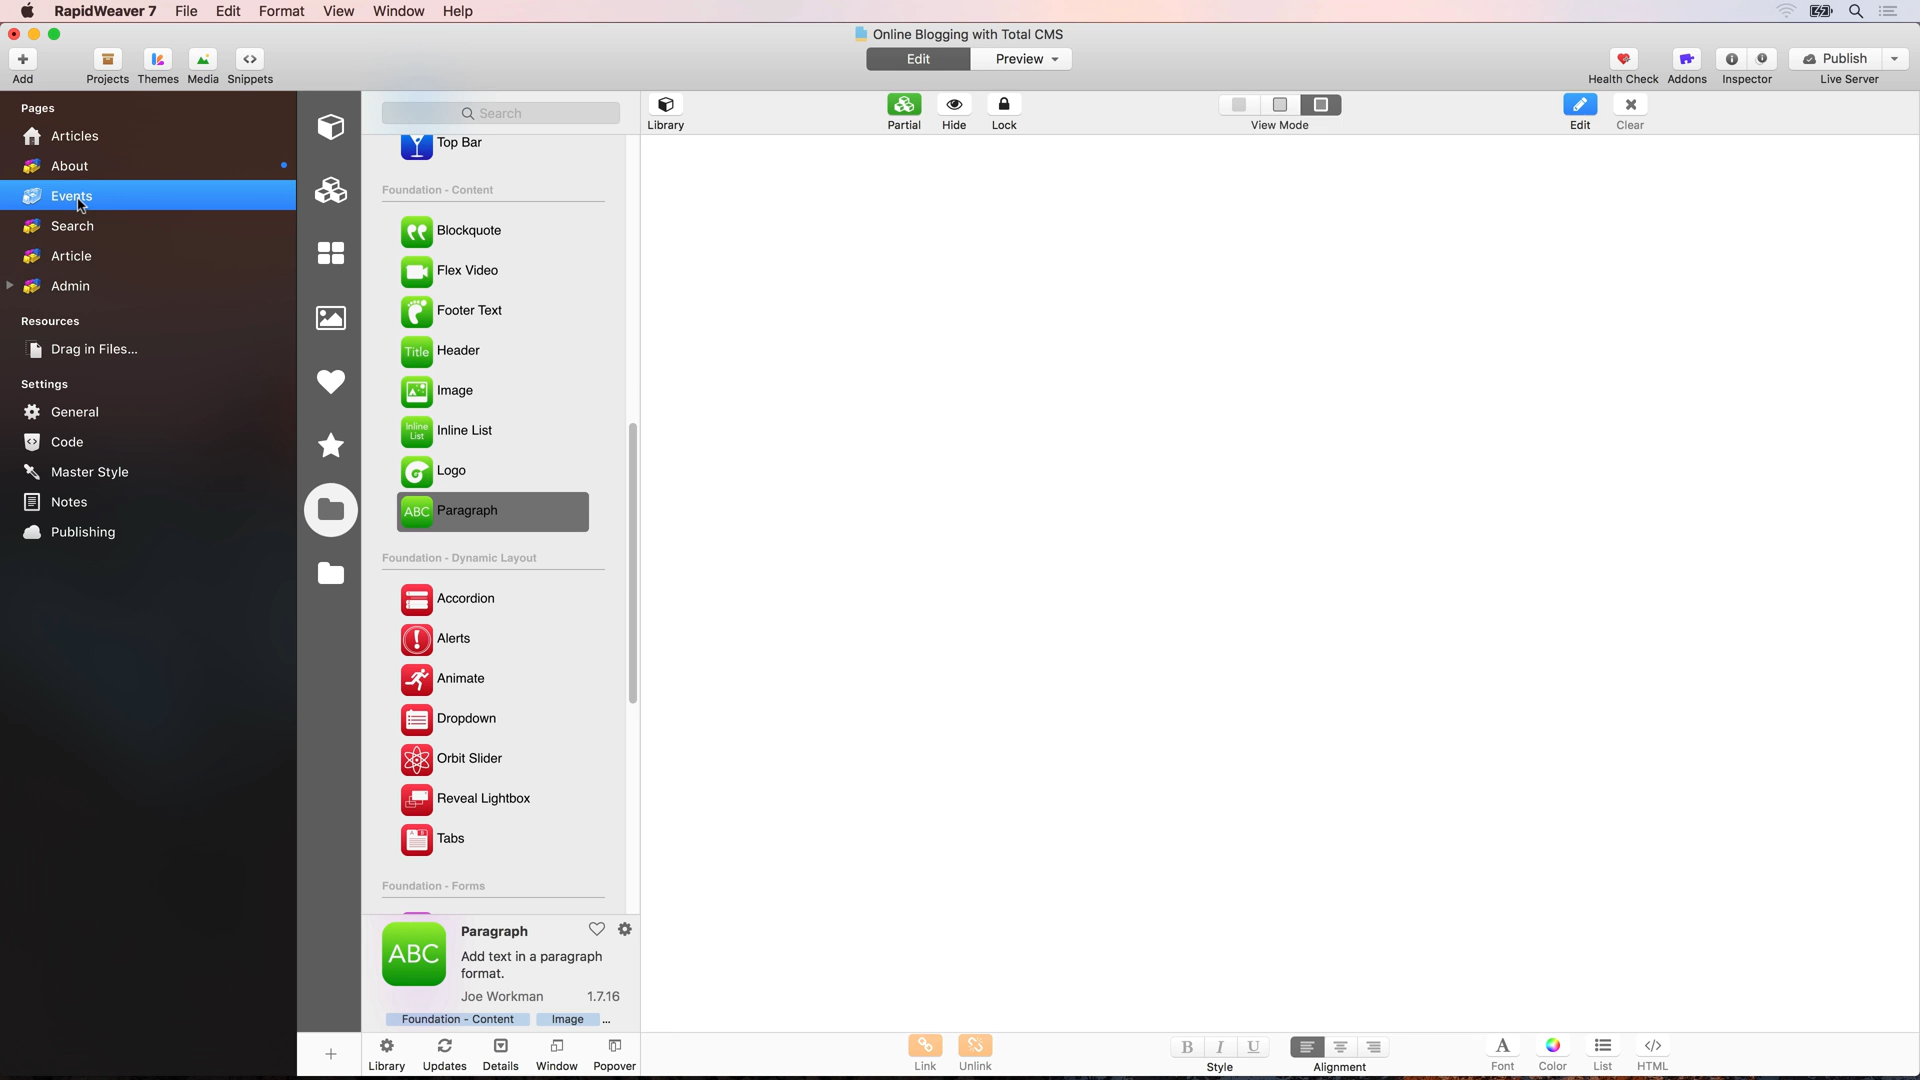 RapidWeaver 7 File Edit Format View Window Help
Online Blogging with Total CMS
Edit Preview
Publish
Add Projects Themes Media Snippets Health Check Addons Inspector Live Server
Pages
Articles
About
Events
Search
Article
Admin
Resources
Drag in Files...
Settings
General
Code
Master Style
Notes
Publishing
Search
Top Bar
Foundation - Content
Blockquote
Flex Video
Footer Text
Title Header
Image
Inline List Inline List
Logo
ABC Paragraph
Foundation - Dynamic Layout
Accordion
Alerts
Animate
Dropdown
Orbit Slider
Reveal Lightbox
Tabs
Foundation - Forms
ABC
Paragraph
Add text in a paragraph
format.
Joe Workman 1.7.16
Foundation - Content Image ...
Library Updates Details Window Popover
Library Partial Hide Lock View Mode Edit Clear
B I U
A
Link Unlink Style Alignment Font Color List HTML